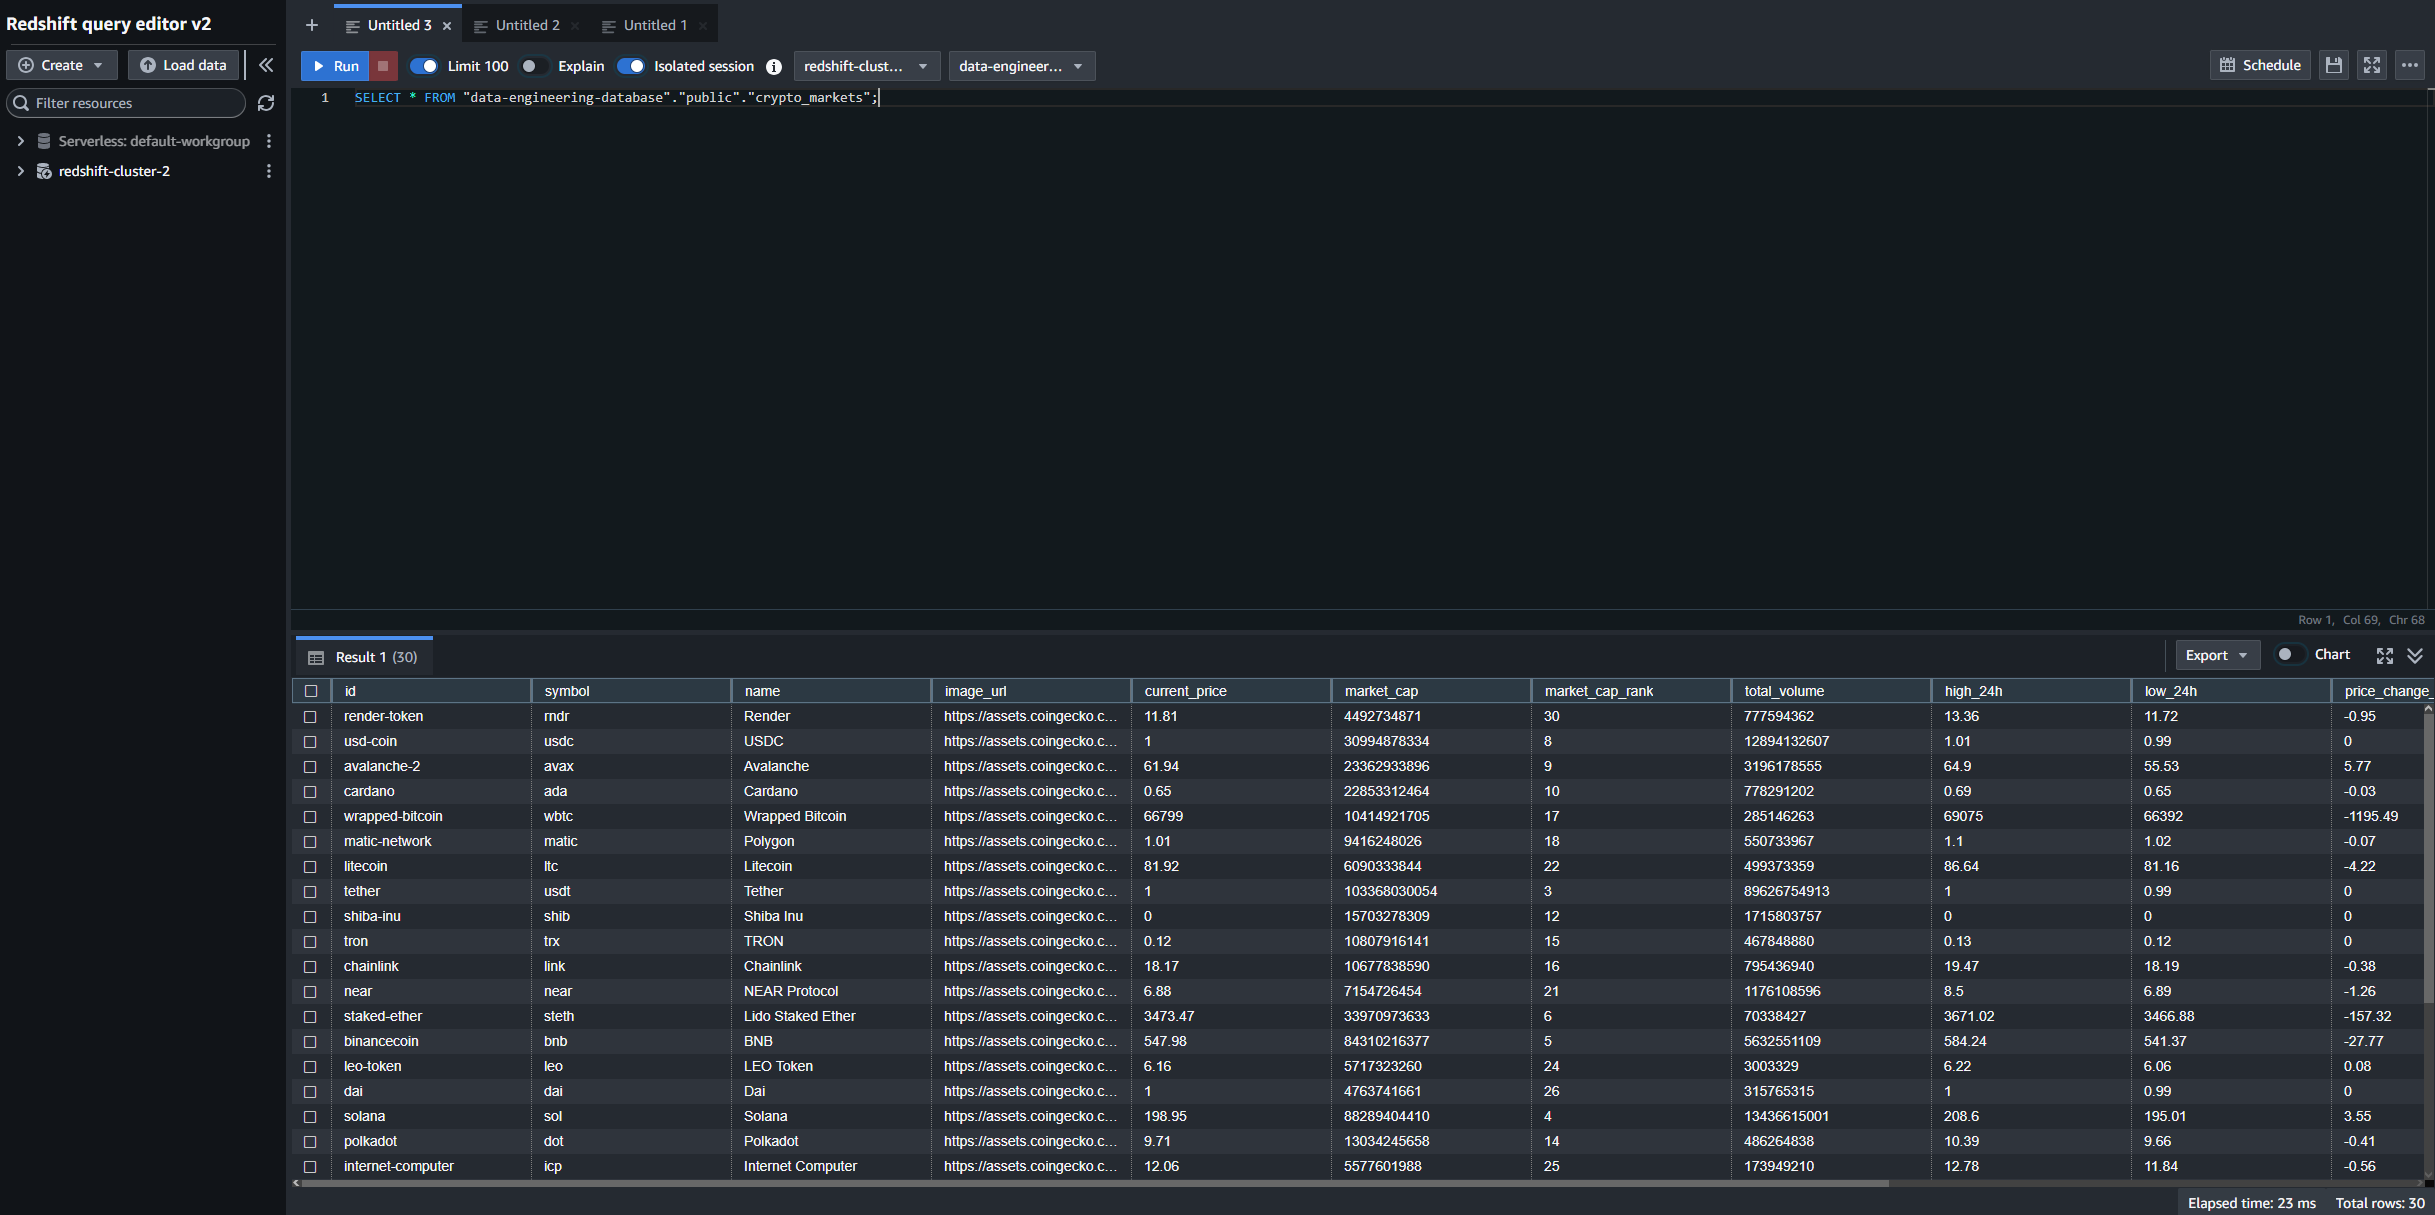 Redshift query editor v2
Create
Load data
Filter resources
Serverless: default-workgroup
redshift-cluster-2
Untitled 3
Untitled 2
Untitled 1
Run
Limit 100
Explain
Isolated session
redshift-clust...
data-engineer...
Schedule
1 SELECT * FROM "data-engineering-database"."public"."crypto_markets";
Row 1, Col 69, Chr 68
Result 1 (30)
Export
Chart
id symbol name image_url current_price market_cap market_cap_rank total_volume high_24h low_24h price_change_
render-token rndr Render https://assets.coingecko.c... 11.81 4492734871 30 777594362 13.36 11.72 -0.95
usd-coin usdc USDC https://assets.coingecko.c... 1 30994878334 8 12894132607 1.01 0.99 0
avalanche-2 avax Avalanche https://assets.coingecko.c... 61.94 23362933896 9 3196178555 64.9 55.53 5.77
cardano ada Cardano https://assets.coingecko.c... 0.65 22853312464 10 778291202 0.69 0.65 -0.03
wrapped-bitcoin wbtc Wrapped Bitcoin https://assets.coingecko.c... 66799 10414921705 17 285146263 69075 66392 -1195.49
matic-network matic Polygon https://assets.coingecko.c... 1.01 9416248026 18 550733967 1.1 1.02 -0.07
litecoin ltc Litecoin https://assets.coingecko.c... 81.92 6090333844 22 499373359 86.64 81.16 -4.22
tether usdt Tether https://assets.coingecko.c... 1 103368030054 3 89626754913 1 0.99 0
shiba-inu shib Shiba Inu https://assets.coingecko.c... 0 15703278309 12 1715803757 0 0 0
tron trx TRON https://assets.coingecko.c... 0.12 10807916141 15 467848880 0.13 0.12 0
chainlink link Chainlink https://assets.coingecko.c... 18.17 10677838590 16 795436940 19.47 18.19 -0.38
near near NEAR Protocol https://assets.coingecko.c... 6.88 7154726454 21 1176108596 8.5 6.89 -1.26
staked-ether steth Lido Staked Ether https://assets.coingecko.c... 3473.47 33970973633 6 70338427 3671.02 3466.88 -157.32
binancecoin bnb BNB https://assets.coingecko.c... 547.98 84310216377 5 5632551109 584.24 541.37 -27.77
leo-token leo LEO Token https://assets.coingecko.c... 6.16 5717323260 24 3003329 6.22 6.06 0.08
dai dai Dai https://assets.coingecko.c... 1 4763741661 26 315765315 1 0.99 0
solana sol Solana https://assets.coingecko.c... 198.95 88289404410 4 13436615001 208.6 195.01 3.55
polkadot dot Polkadot https://assets.coingecko.c... 9.71 13034245658 14 486264838 10.39 9.66 -0.41
internet-computer icp Internet Computer https://assets.coingecko.c... 12.06 5577601988 25 173949210 12.78 11.84 -0.56
Elapsed time: 23 ms Total rows: 30